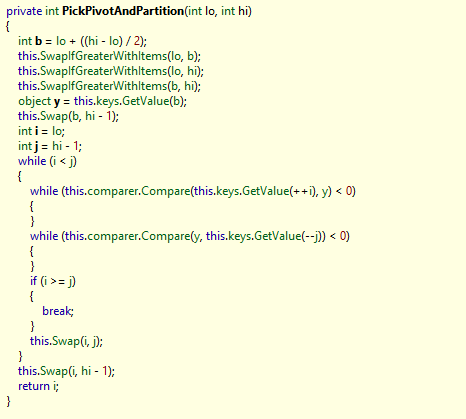 private int PickPivotAndPartition(int lo, int hi)
{
int b = lo + ((hi - lo) / 2);
this.SwapIfGreaterWithItems(lo, b);
this.SwapIfGreaterWithItems(lo, hi);
this.SwapIfGreaterWithItems(b, hi);
object y = this.keys.GetValue(b);
this.Swap(b, hi - 1);
int i = lo;
int j = hi - 1;
while (i < j)
{
while (this.comparer.Compare(this.keys.GetValue(++i), y) < 0)
{
}
while (this.comparer.Compare(y, this.keys.GetValue(--j)) < 0)
{
}
if (i >= j)
{
break;
}
this.Swap(i, j);
}
this.Swap(i, hi - 1);
return i;
}